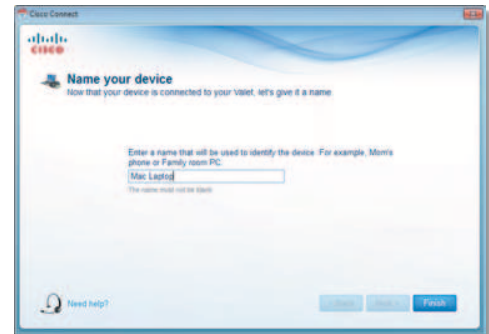 Cisco Connect
CISCO
Name your device
Now that your device is connected to your Valet, let's give it a name
Enter a name that will be used to identify the device. For example, Mom's
phone or Family room PC.
Mac Laptop
The name must not be blank
Need help?
< Back Next > Finish